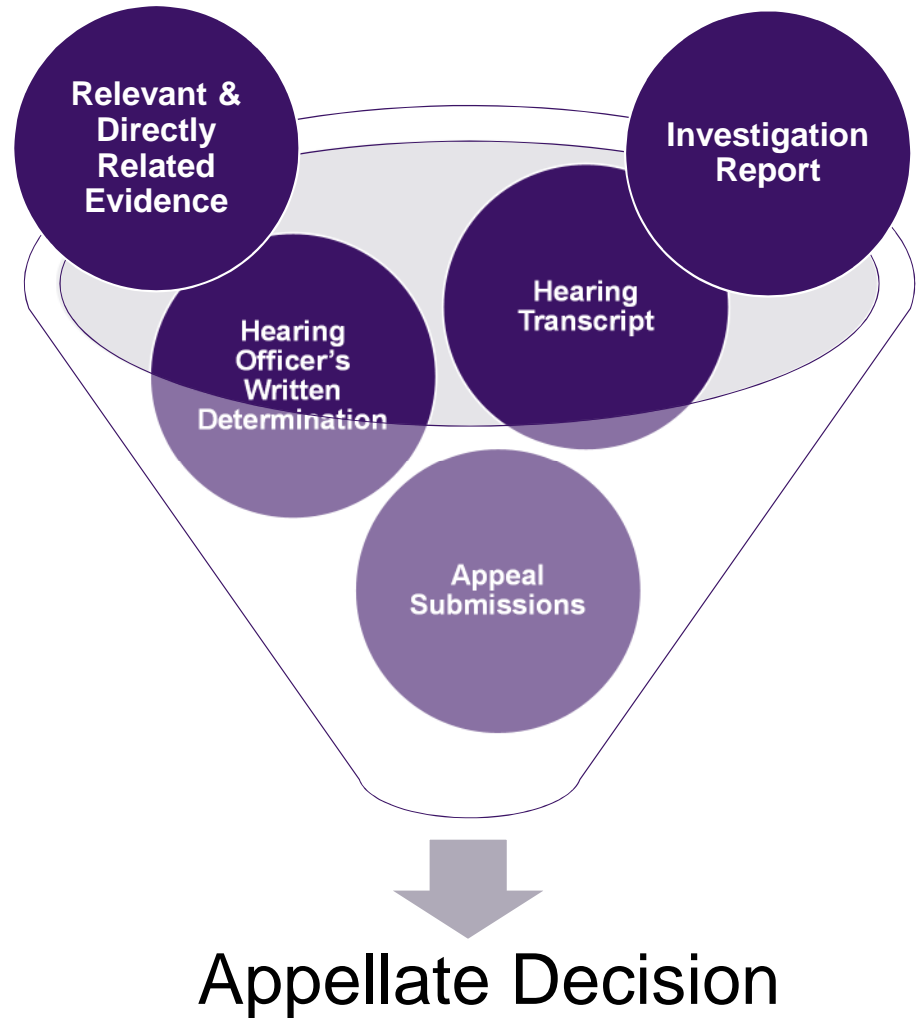 Relevant &
Directly
Related
Evidence
Investigation
Report
Hearing
Transcript
Hearing
Officer’s
Written
Determination
Appeal
Submissions
Appellate Decision